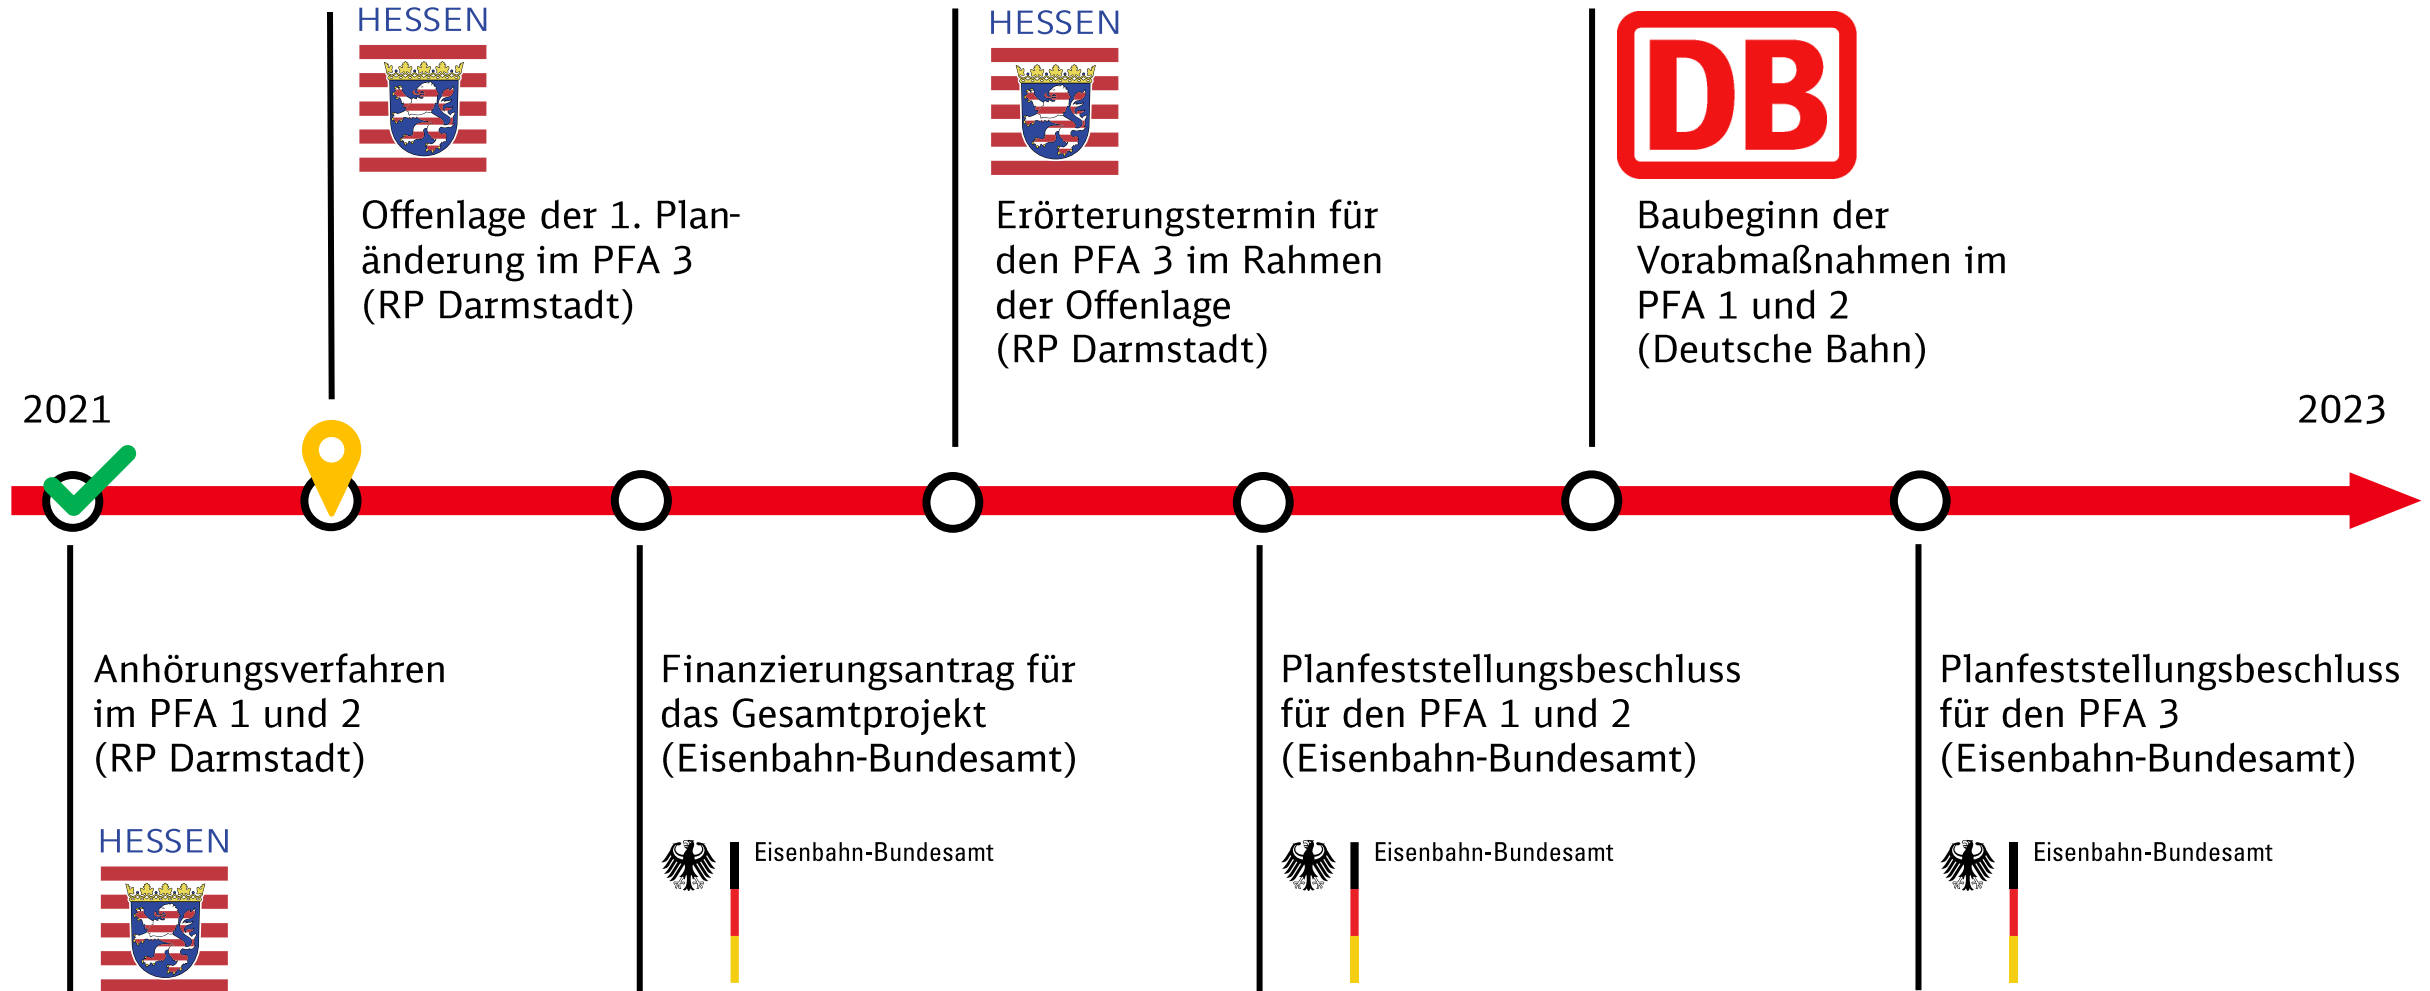 HESSEN
Offenlage der 1. Plan-
änderung im PFA 3
(RP Darmstadt)
HESSEN
Erörterungstermin für
den PFA 3 im Rahmen
der Offenlage
(RP Darmstadt)
DB
Baubeginn der
Vorabmaßnahmen im
PFA 1 und 2
(Deutsche Bahn)
2021
2023
Anhörungsverfahren
im PFA 1 und 2
(RP Darmstadt)
HESSEN
Finanzierungsantrag für
das Gesamtprojekt
(Eisenbahn-Bundesamt)
Eisenbahn-Bundesamt
Planfeststellungsbeschluss
für den PFA 1 und 2
(Eisenbahn-Bundesamt)
Eisenbahn-Bundesamt
Planfeststellungsbeschluss
für den PFA 3
(Eisenbahn-Bundesamt)
Eisenbahn-Bundesamt